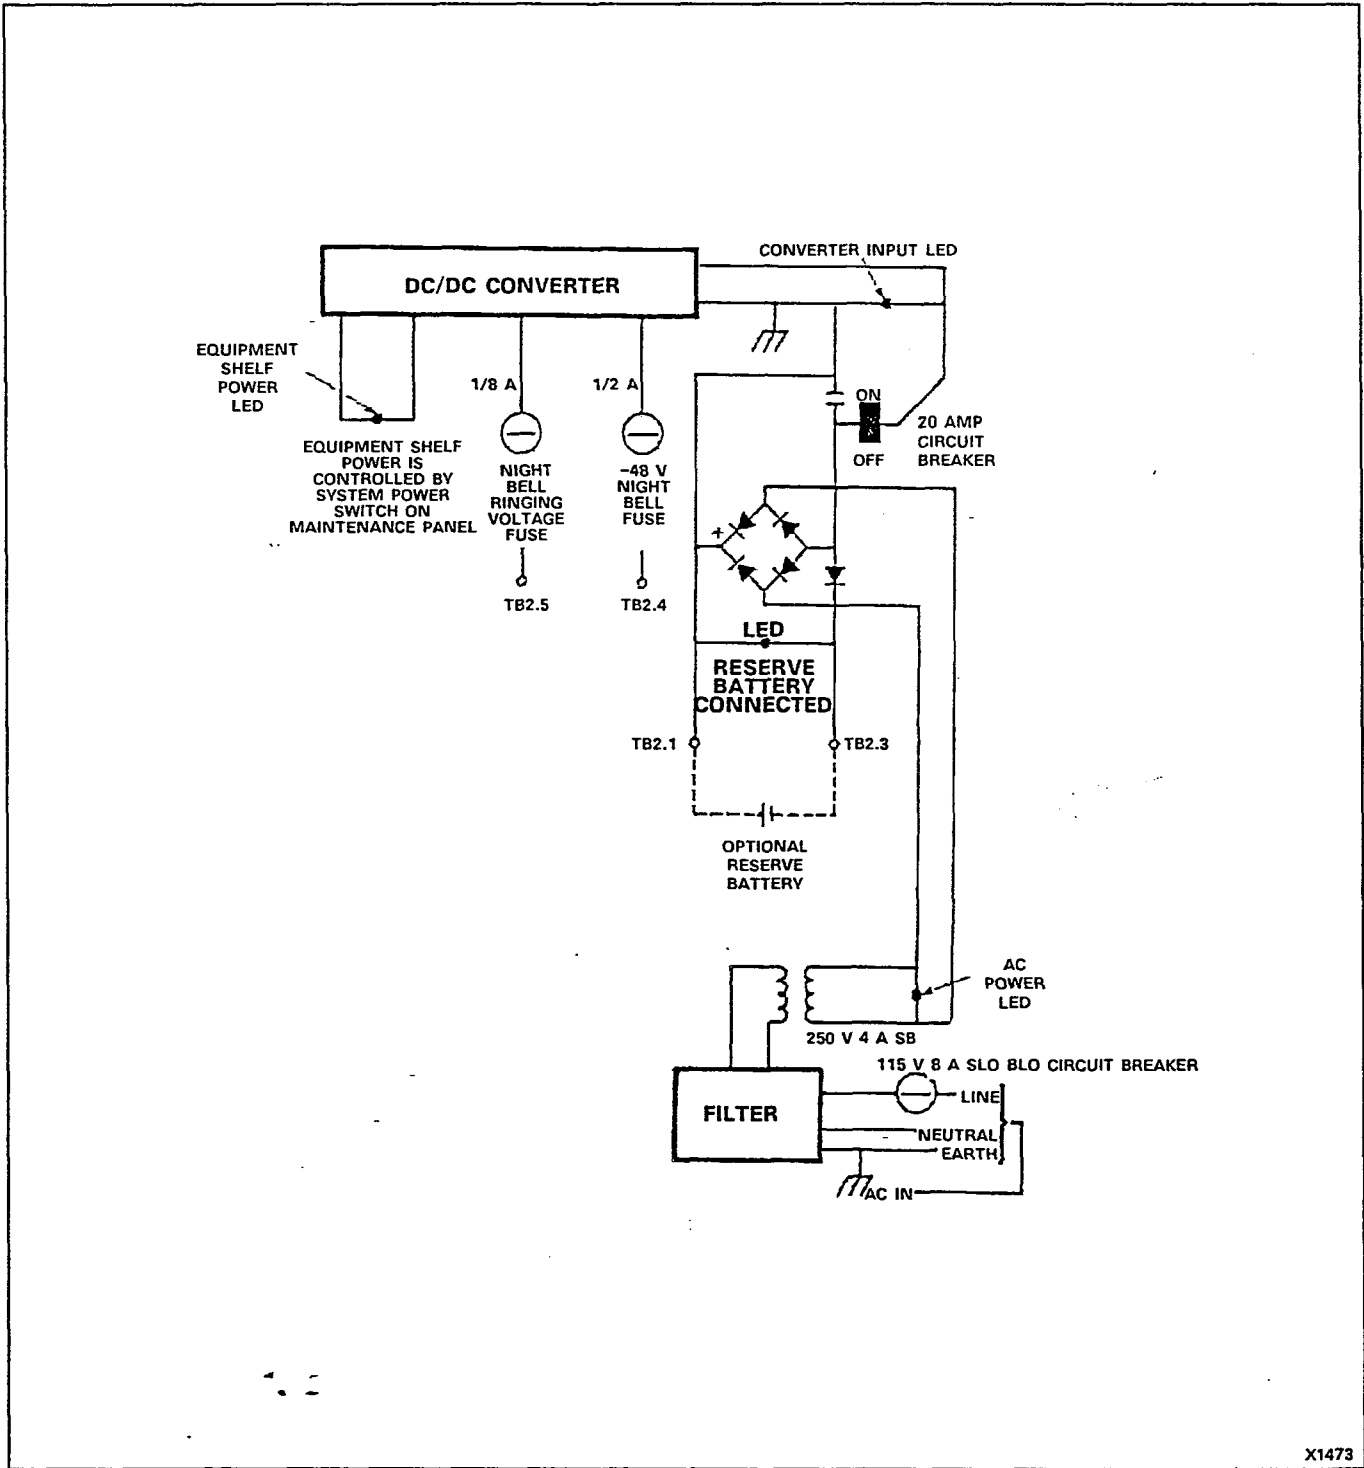 CONVERTER INPUT LED
DC/DC CONVERTER
EQUIPMENT
SHELF
POWER
LED
1/8 A
1/2 A
ON
20 AMP
CIRCUIT
BREAKER
OFF
EQUIPMENT SHELF
POWER IS
CONTROLLED BY
SYSTEM POWER
SWITCH ON
MAINTENANCE PANEL
NIGHT
BELL
RINGING
VOLTAGE
FUSE
-48 V
NIGHT
BELL
FUSE
+
TB2.5
TB2.4
LED
RESERVE
BATTERY
CONNECTED
TB2.1
TB2.3
OPTIONAL
RESERVE
BATTERY
AC
POWER
LED
250 V 4 A SB
115 V 8 A SLO BLO CIRCUIT BREAKER
FILTER
LINE
NEUTRAL
EARTH
AC IN
X1473